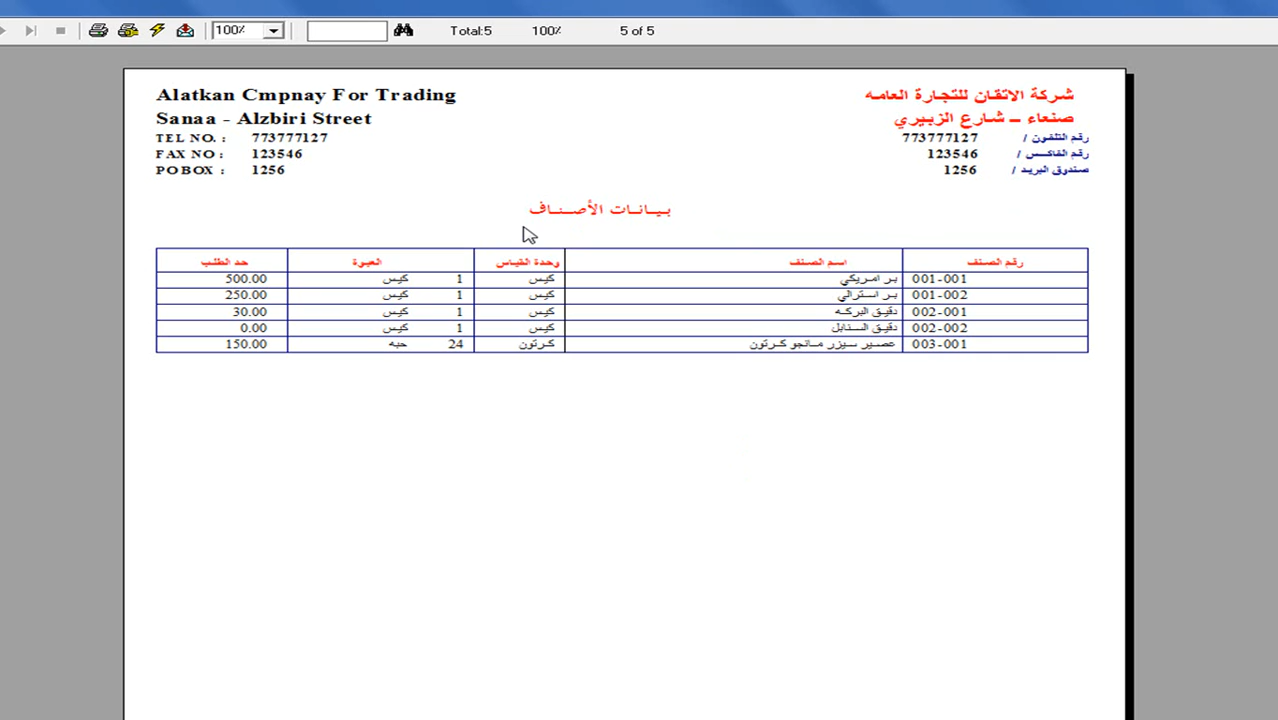 100% Total:5 100% 5 of 5
Alatkan Cmpnay For Trading
شركة الاتقان للتجارة العامه
Sanaa - Alzbiri Street
صنعاء – شارع الزبيري
TEL NO. : 773777127
رقم التلفون / 773777127
FAX NO : 123546
رقم الفاكس / 123546
PO BOX : 1256
صندوق البريد / 1256
بيانات الأصناف
رقم الصنف اسم الصنف وحدة القياس العبوة حد الطلب
001-001 بر امريكي كيس 1 كيس 500.00
001-002 بر استرالي كيس 1 كيس 250.00
002-001 دقيق البركه كيس 1 كيس 30.00
002-002 دقيق السنابل كيس 1 كيس 0.00
003-001 عصير سيزر مانجو كرتون كرتون 24 حبه 150.00